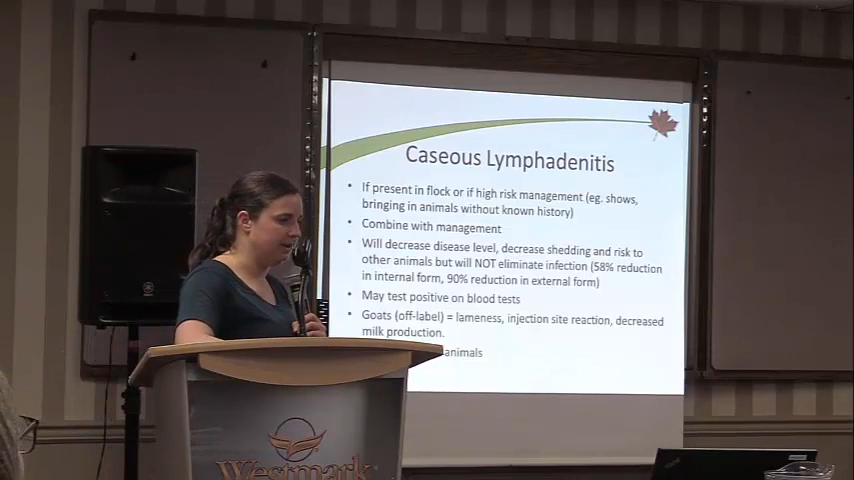 Caseous Lymphadenitis
• If present in flock or if high risk management (eg. shows,
bringing in animals without known history)
• Combine with management
• Will decrease disease level, decrease shedding and risk to
other animals but will NOT eliminate infection (58% reduction
in internal form, 90% reduction in external form)
• May test positive on blood tests
• Goats (off-label) = lameness, injection site reaction, decreased
milk production.
animals
Westmark